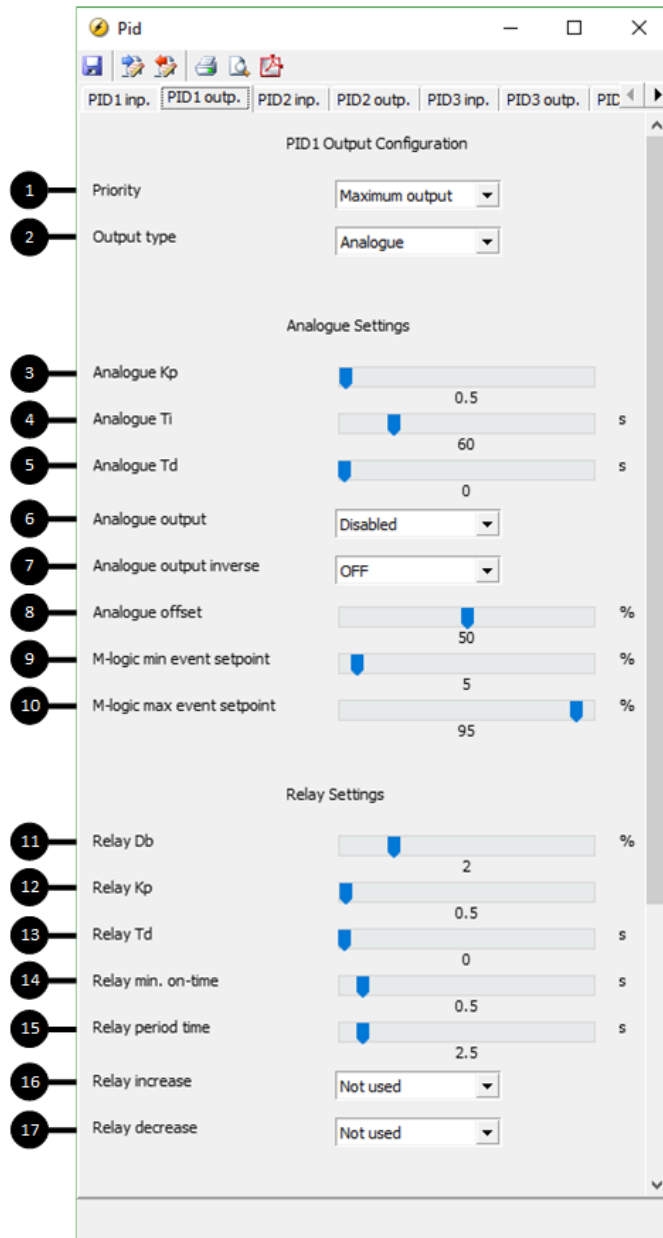 Pid
PID1 inp. PID1 outp. PID2 inp. PID2 outp. PID3 inp. PID3 outp. PID
PID1 Output Configuration
1 Priority Maximum output
2 Output type Analogue
Analogue Settings
3 Analogue Kp
0.5
4 Analogue Ti s
60
5 Analogue Td s
0
6 Analogue output Disabled
7 Analogue output inverse OFF
8 Analogue offset %
50
9 M-logic min event setpoint %
5
10 M-logic max event setpoint %
95
Relay Settings
11 Relay Db %
2
12 Relay Kp
0.5
13 Relay Td s
0
14 Relay min. on-time s
0.5
15 Relay period time s
2.5
16 Relay increase Not used
17 Relay decrease Not used